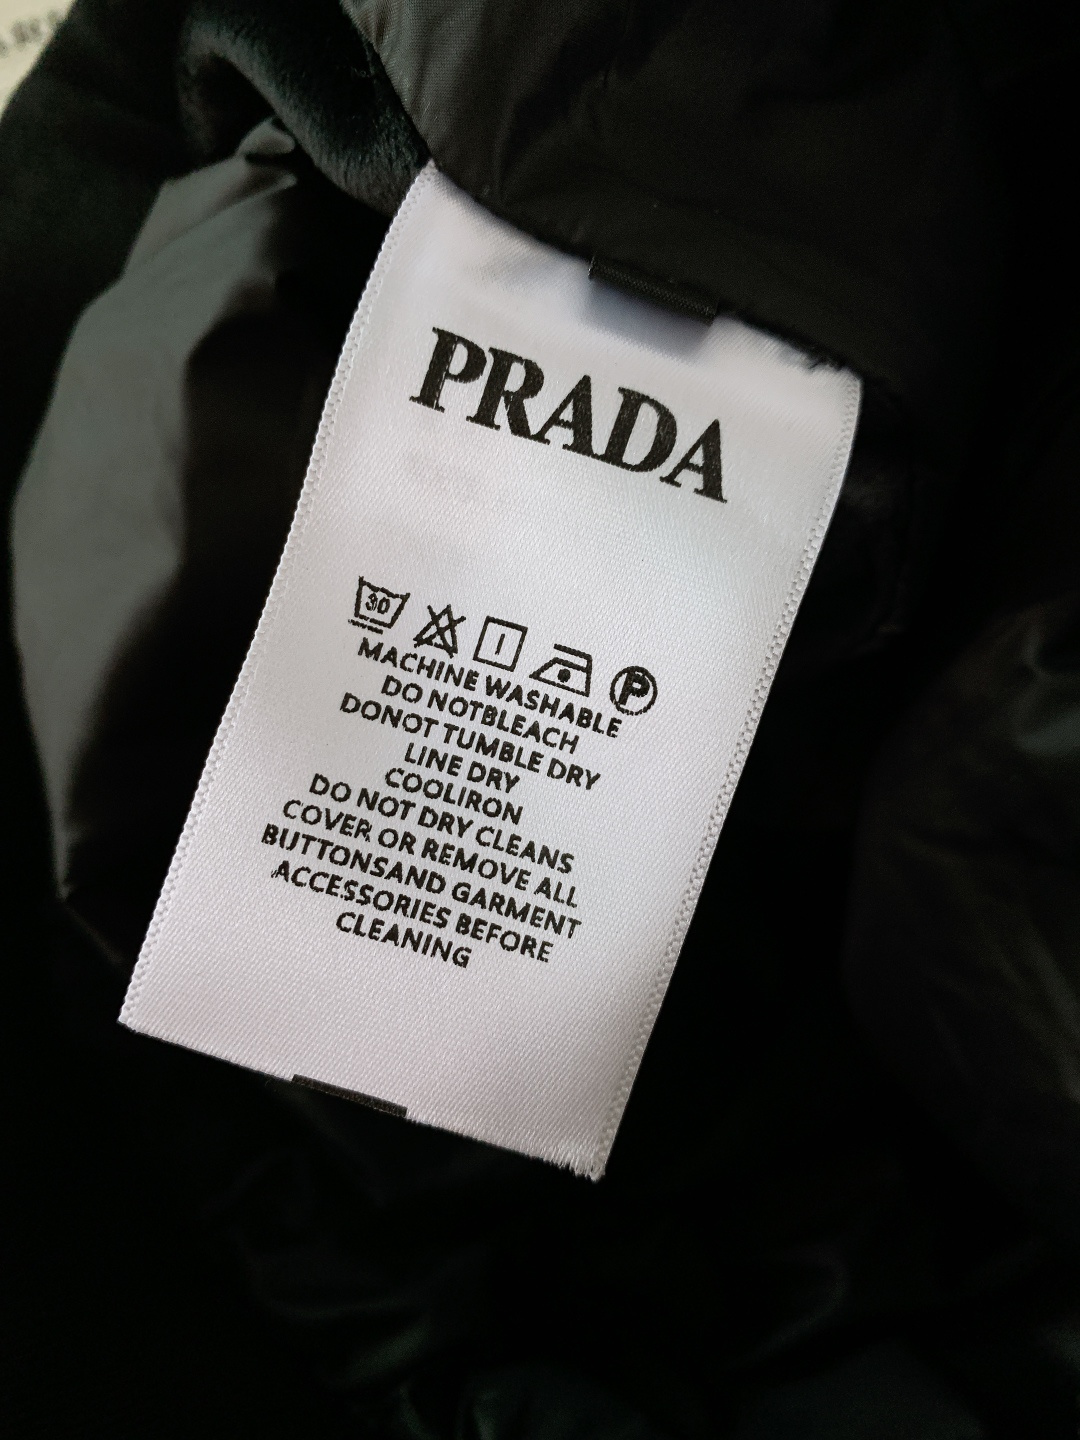 PRADA
30
P
MACHINE WASHABLE
DO NOTBLEACH
DONOT TUMBLE DRY
LINE DRY
COOLIRON
DO NOT DRY CLEANS
COVER OR REMOVE ALL
BUTTONSAND GARMENT
ACCESSORIES BEFORE
CLEANING